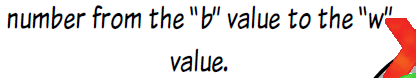 number from the "b" value to the "w"
value.